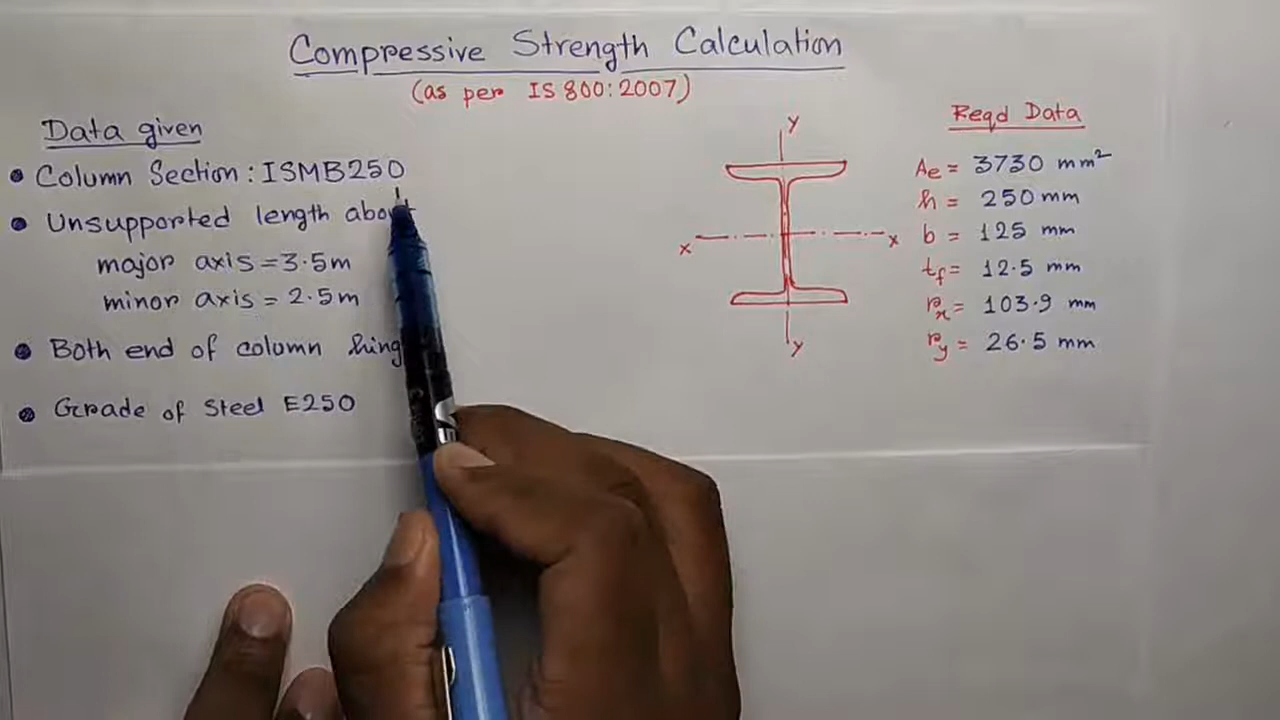 Compressive Strength Calculation
(as per IS 800:2007)
Data given
• Column Section: ISMB250
• Unsupported length about
major axis = 3.5m
minor axis = 2.5m
• Both end of column
• Grade of Steel E250
y
x x
y
Reqd Data
Ae = 3730 mm²
h = 250 mm
b = 125 mm
tf = 12.5 mm
rx = 103.9 mm
ry = 26.5 mm